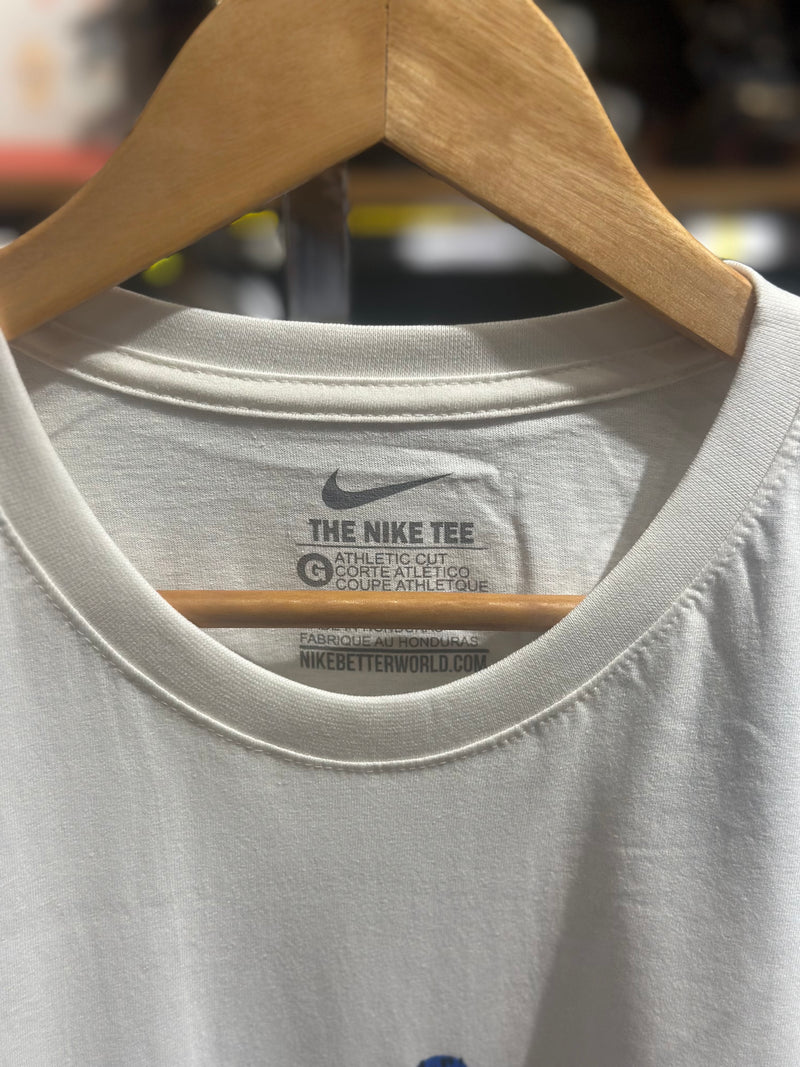 THE NIKE TEE
G
ATHLETIC CUT
CORTE ATLÉTICO
COUPE ATHLETQUE
FABRIQUE AU HONDURAS
NIKEBETTERWORLD.COM